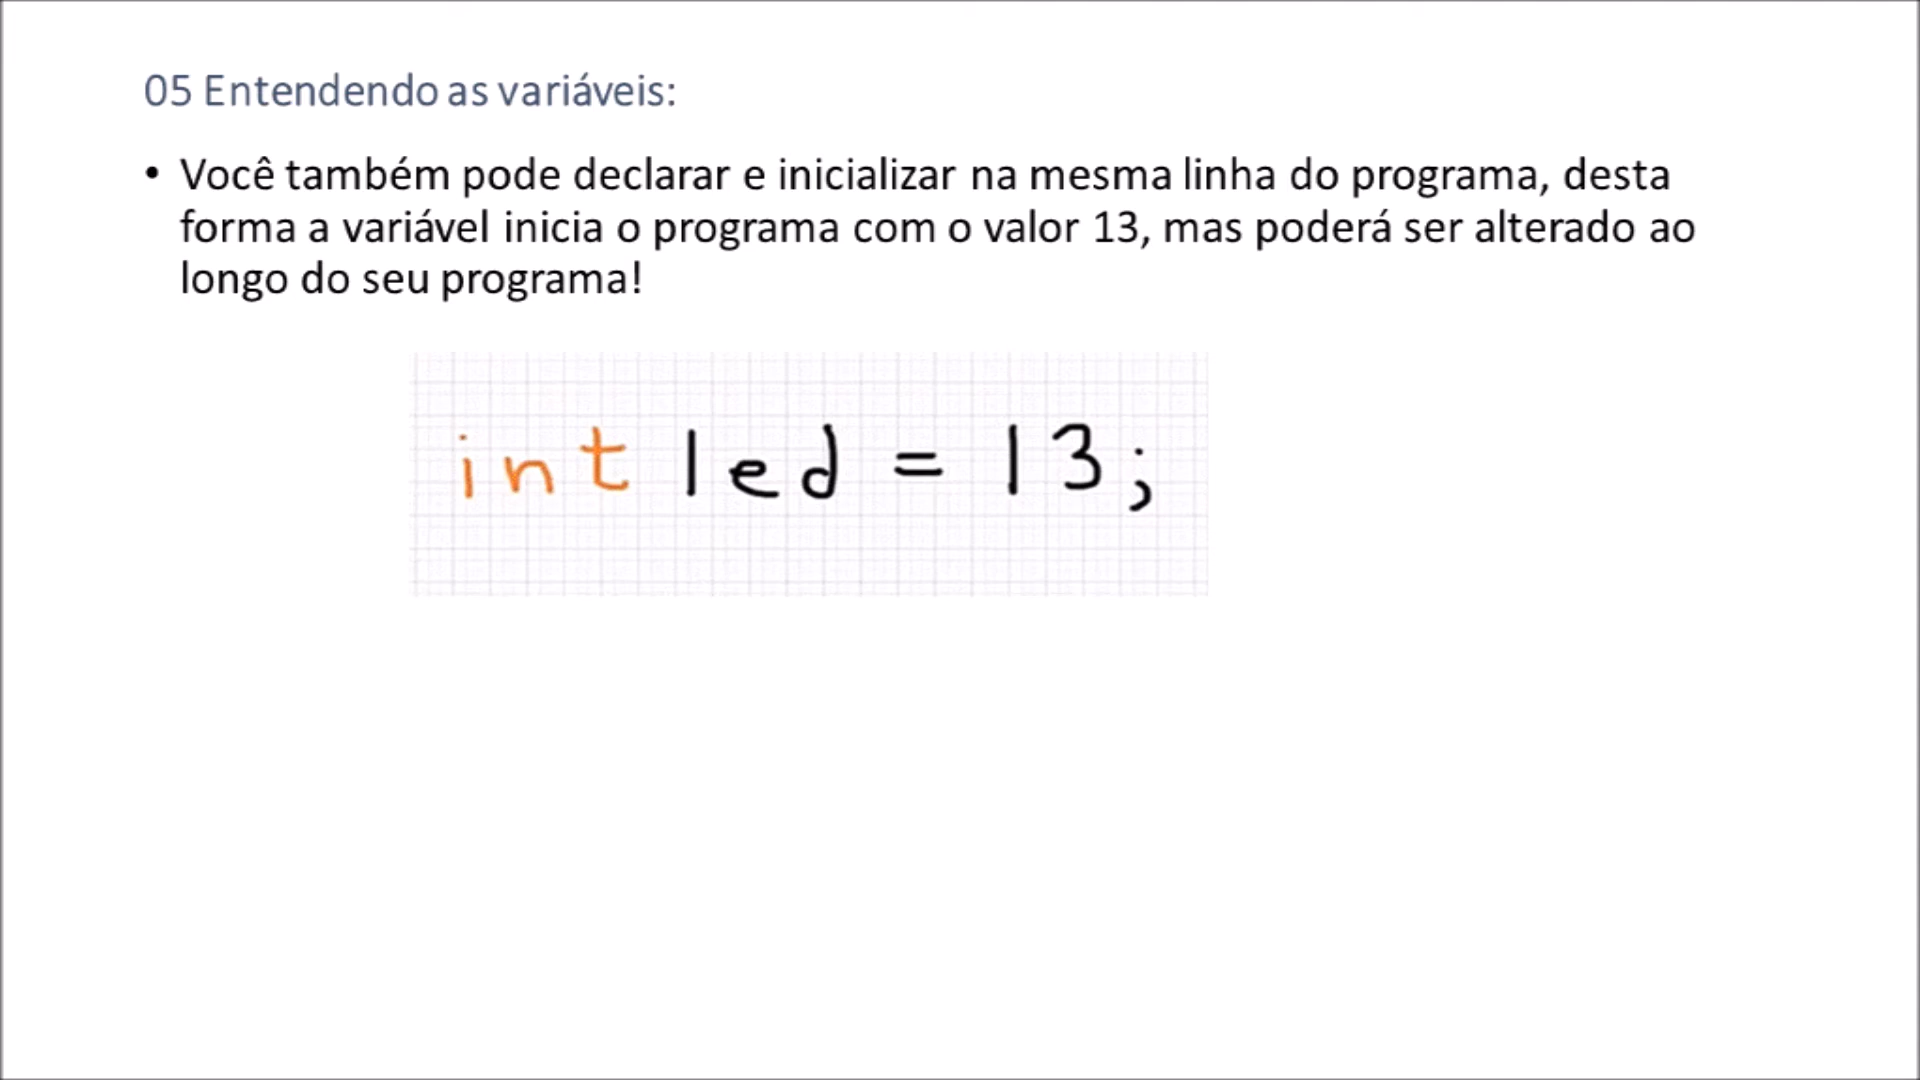 05 Entendendo as variáveis:
• Você também pode declarar e inicializar na mesma linha do programa, desta
forma a variável inicia o programa com o valor 13, mas poderá ser alterado ao
longo do seu programa!
int led = 13;